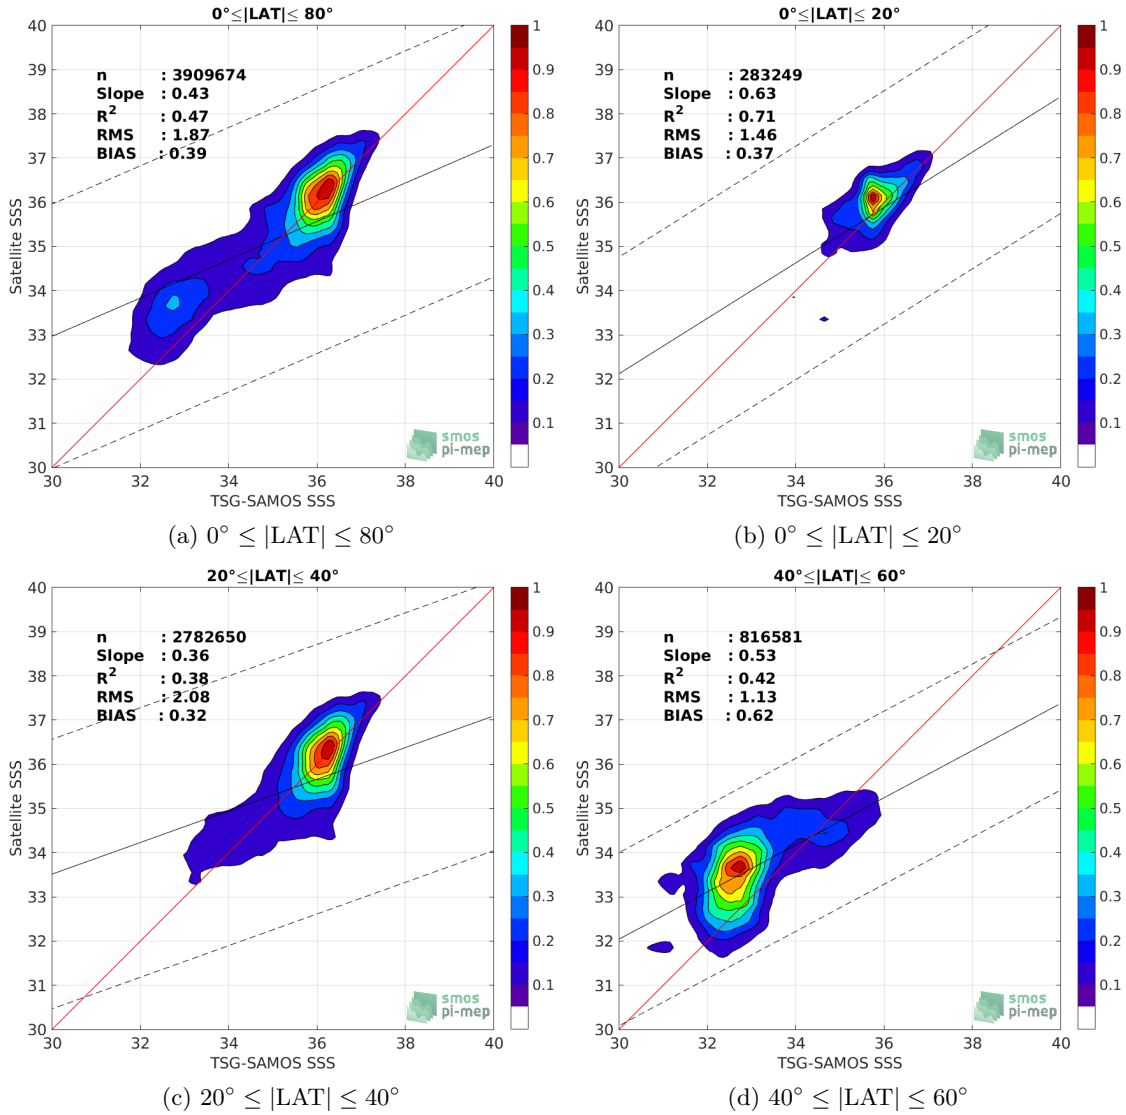 0°≤|LAT|≤ 80°
40
39
38
37
36
35
34
33
32
31
30
Satellite SSS
n : 3909674
Slope : 0.43
R² : 0.47
RMS : 1.87
BIAS : 0.39
smos
pi-mep
30 32 34 36 38 40
TSG-SAMOS SSS
1
0.9
0.8
0.7
0.6
0.5
0.4
0.3
0.2
0.1
(a) 0° ≤ |LAT| ≤ 80°
0°≤|LAT|≤ 20°
40
39
38
37
36
35
34
33
32
31
30
Satellite SSS
n : 283249
Slope : 0.63
R² : 0.71
RMS : 1.46
BIAS : 0.37
smos
pi-mep
30 32 34 36 38 40
TSG-SAMOS SSS
1
0.9
0.8
0.7
0.6
0.5
0.4
0.3
0.2
0.1
(b) 0° ≤ |LAT| ≤ 20°
20°≤|LAT|≤ 40°
40
39
38
37
36
35
34
33
32
31
30
Satellite SSS
n : 2782650
Slope : 0.36
R² : 0.38
RMS : 2.08
BIAS : 0.32
smos
pi-mep
30 32 34 36 38 40
TSG-SAMOS SSS
1
0.9
0.8
0.7
0.6
0.5
0.4
0.3
0.2
0.1
(c) 20° ≤ |LAT| ≤ 40°
40°≤|LAT|≤ 60°
40
39
38
37
36
35
34
33
32
31
30
Satellite SSS
n : 816581
Slope : 0.53
R² : 0.42
RMS : 1.13
BIAS : 0.62
smos
pi-mep
30 32 34 36 38 40
TSG-SAMOS SSS
1
0.9
0.8
0.7
0.6
0.5
0.4
0.3
0.2
0.1
(d) 40° ≤ |LAT| ≤ 60°